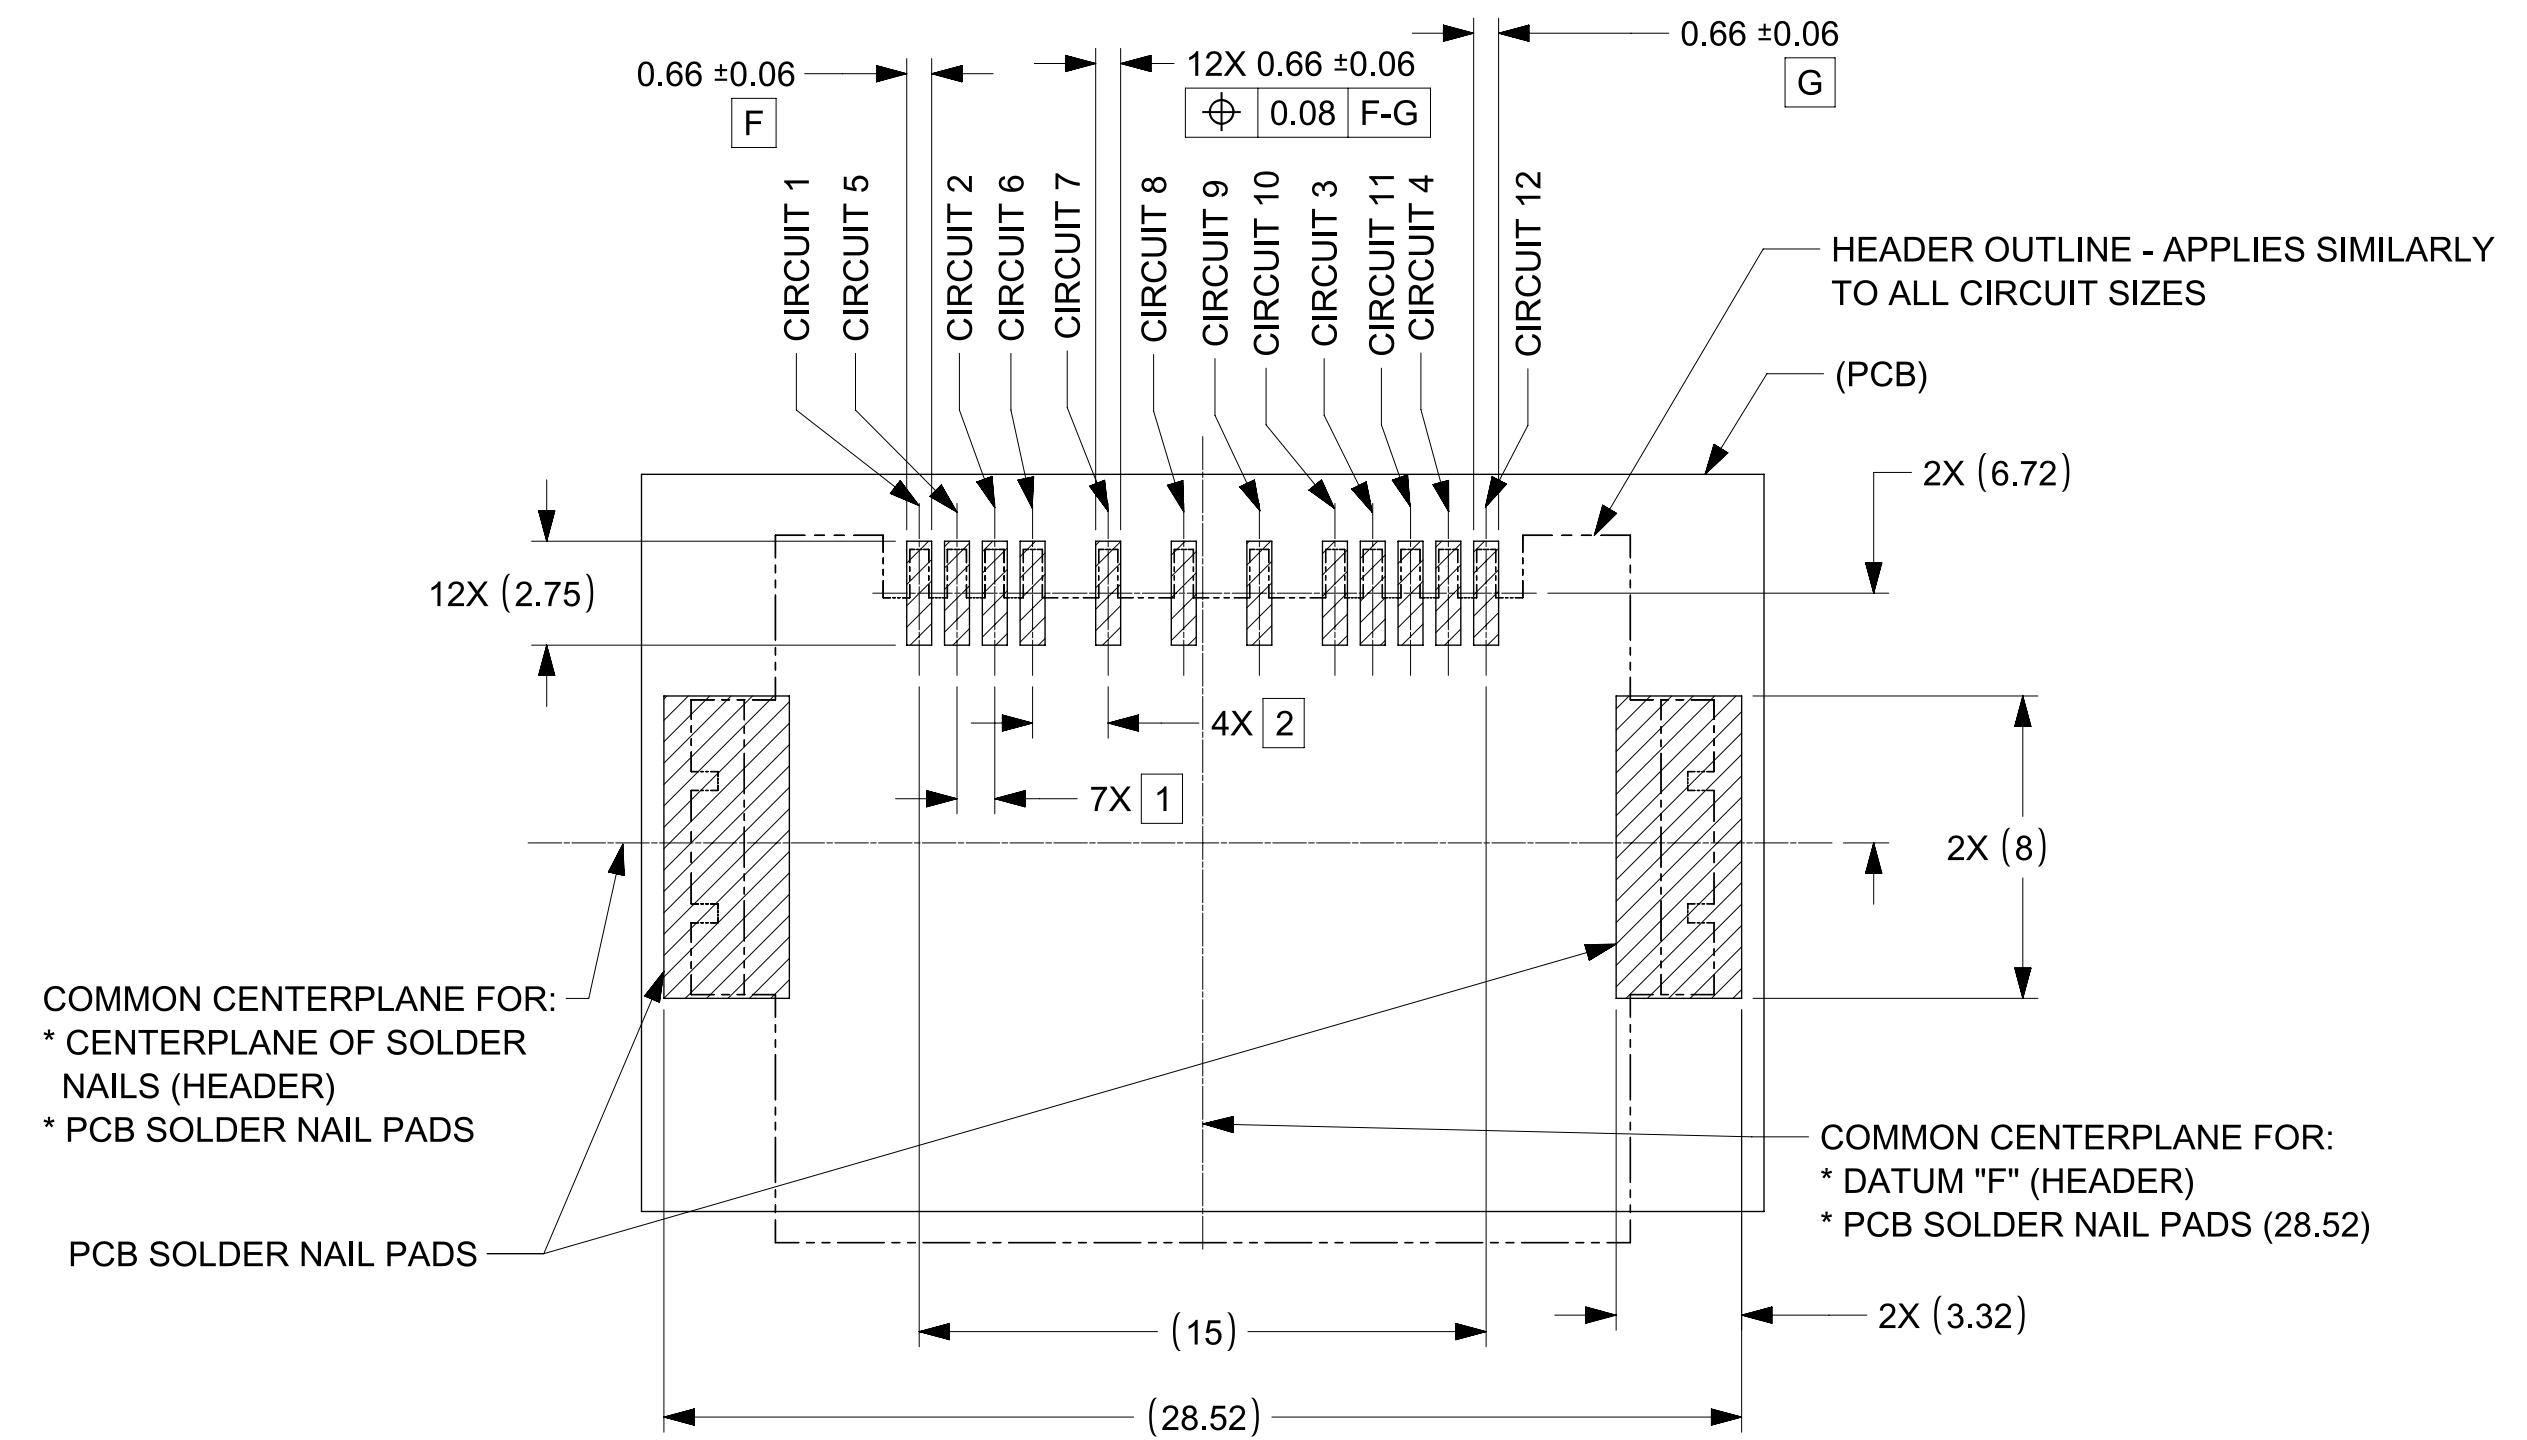 0.66 ±0.06
F
12X 0.66 ±0.06
⌖ 0.08 F-G
0.66 ±0.06
G
CIRCUIT 1
CIRCUIT 5
CIRCUIT 2
CIRCUIT 6
CIRCUIT 7
CIRCUIT 8
CIRCUIT 9
CIRCUIT 10
CIRCUIT 3
CIRCUIT 11
CIRCUIT 4
CIRCUIT 12
HEADER OUTLINE - APPLIES SIMILARLY
TO ALL CIRCUIT SIZES
(PCB)
2X (6.72)
12X (2.75)
4X 2
7X 1
2X (8)
COMMON CENTERPLANE FOR:
* CENTERPLANE OF SOLDER
NAILS (HEADER)
* PCB SOLDER NAIL PADS
PCB SOLDER NAIL PADS
COMMON CENTERPLANE FOR:
* DATUM "F" (HEADER)
* PCB SOLDER NAIL PADS (28.52)
2X (3.32)
(15)
(28.52)